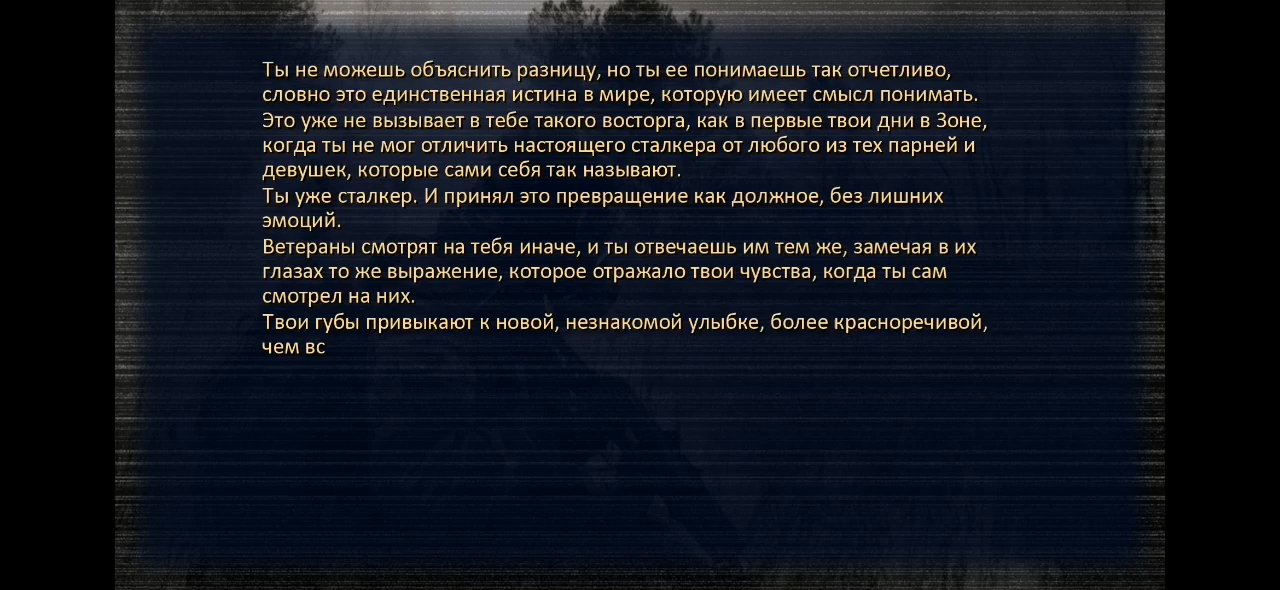 Ты не можешь объяснить разницу, но ты ее понимаешь так отчетливо,
словно это единственная истина в мире, которую имеет смысл понимать.
Это уже не вызывает в тебе такого восторга, как в первые твои дни в Зоне,
когда ты не мог отличить настоящего сталкера от любого из тех парней и
девушек, которые сами себя так называют.
Ты уже сталкер. И принял это превращение как должное, без лишних
эмоций.
Ветераны смотрят на тебя иначе, и ты отвечаешь им тем же, замечая в их
глазах то же выражение, которое отражало твои чувства, когда ты сам
смотрел на них.
Твои губы привыкают к новой, незнакомой улыбке, более красноречивой,
чем вс